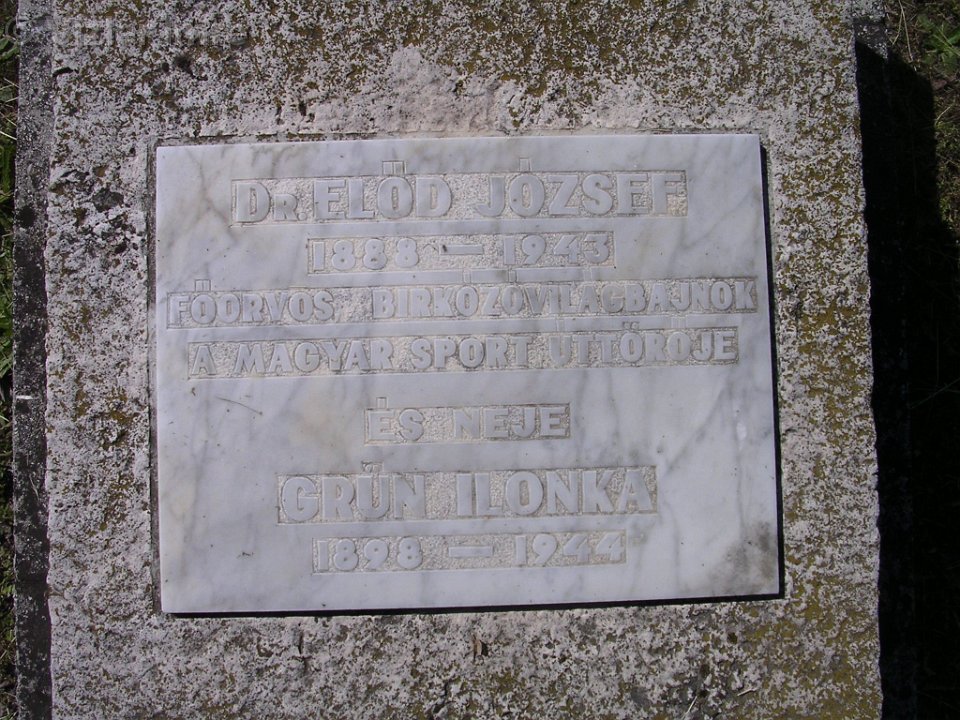 Dr. ELŐD JÓZSEF
1888 — 1943
FŐORVOS BIRKÓZÓVILÁGBAJNOK
A MAGYAR SPORT ÚTTÖRŐJE
ÉS NEJE
GRÜN ILONKA
1898 — 1944